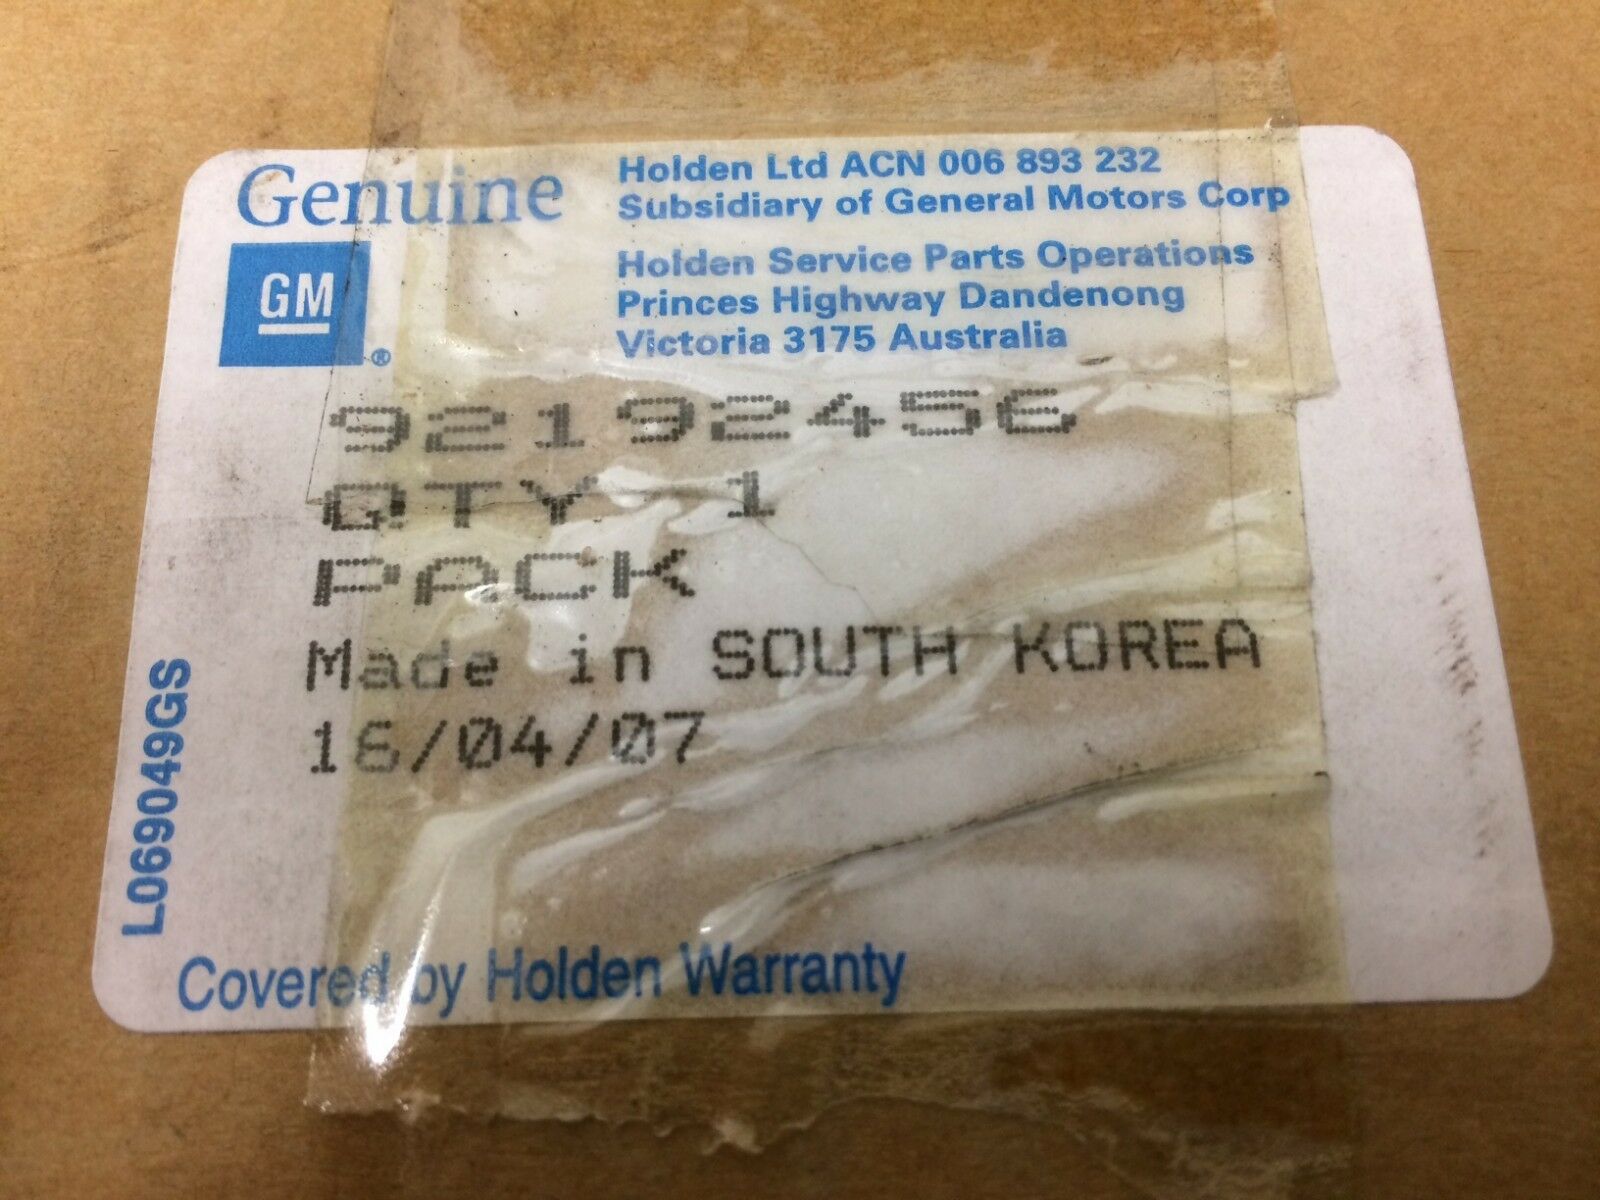 Genuine
GM
®
Holden Ltd ACN 006 893 232
Subsidiary of General Motors Corp
Holden Service Parts Operations
Princes Highway Dandenong
Victoria 3175 Australia
92192456
QTY 1
PACK
Made in SOUTH KOREA
16/04/07
L069049GS
Covered by Holden Warranty